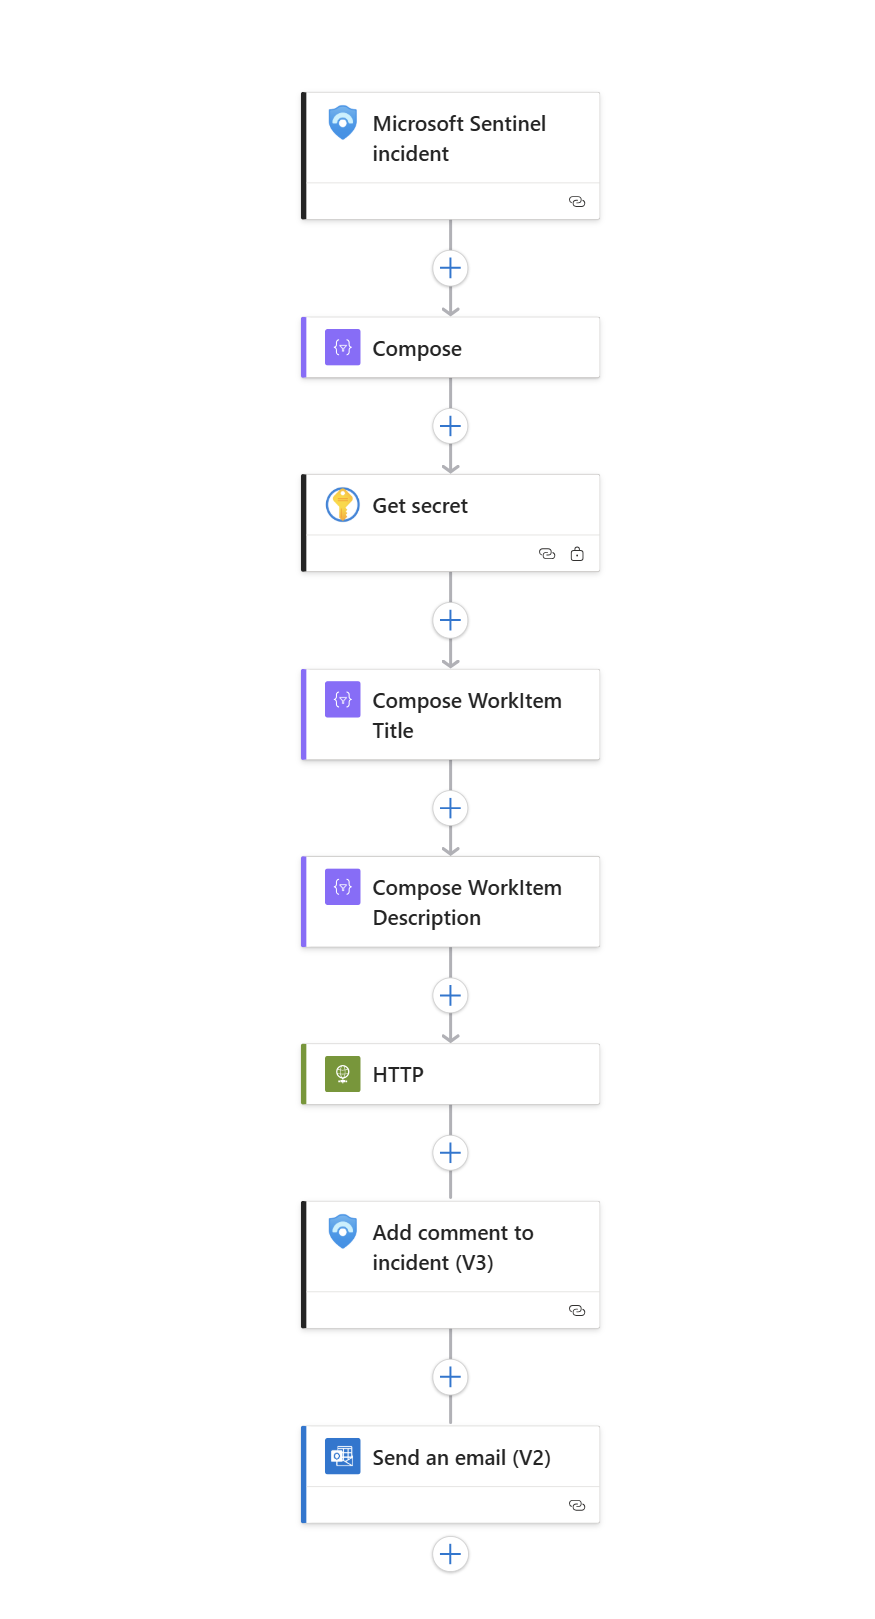 Microsoft Sentinel
incident
Compose
Get secret
Compose WorkItem
Title
Compose WorkItem
Description
HTTP
Add comment to
incident (V3)
Send an email (V2)